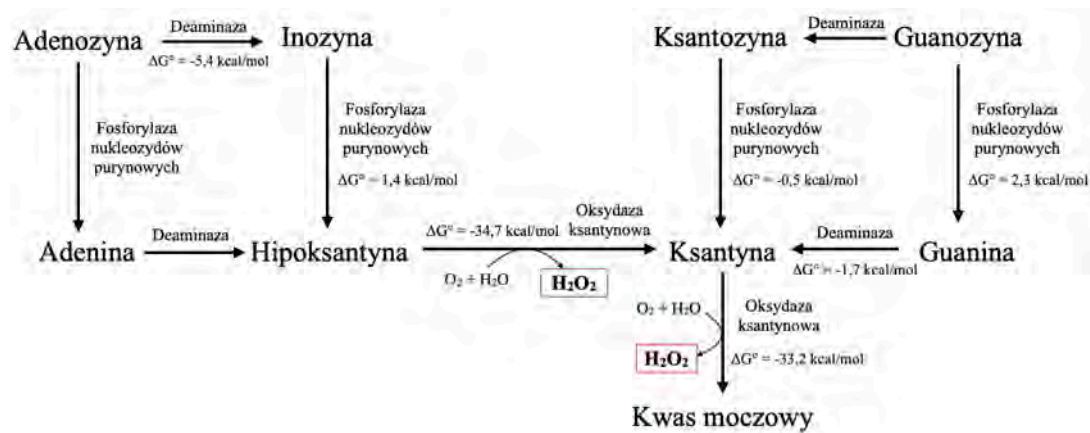 Adenozyna
Deaminaza
ΔG° = -5,4 kcal/mol
Inozyna
Ksantozyna
Deaminaza
Guanozyna
Fosforylaza
nukleozydów
purynowych
Fosforylaza
nukleozydów
purynowych
ΔG° = 1,4 kcal/mol
Fosforylaza
nukleozydów
purynowych
ΔG° = -0,5 kcal/mol
Fosforylaza
nukleozydów
purynowych
ΔG° = 2,3 kcal/mol
Adenina
Deaminaza
Hipoksantyna
ΔG° = -34,7 kcal/mol
Oksydaza
ksantynowa
O₂ + H₂O
H₂O₂
Ksantyna
Deaminaza
ΔG° = -1,7 kcal/mol
Guanina
O₂ + H₂O
H₂O₂
Oksydaza
ksantynowa
ΔG° = -33,2 kcal/mol
Kwas moczowy